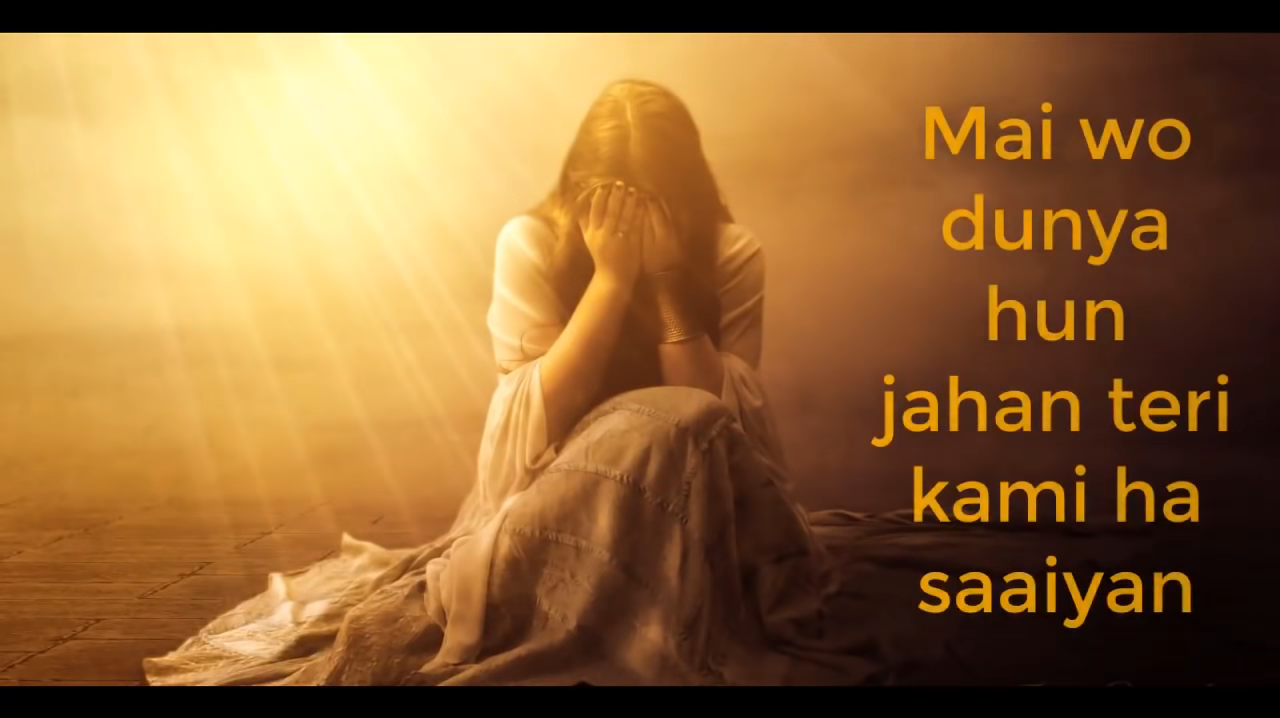 Mai wo
dunya
hun
jahan teri
kami ha
saaiyan